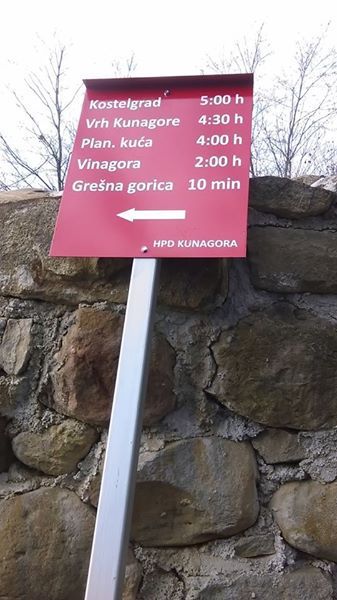 Kostelgrad 5:00 h
Vrh Kunagore 4:30 h
Plan. kuća 4:00 h
Vinagora 2:00 h
Grešna gorica 10 min
HPD KUNAGORA